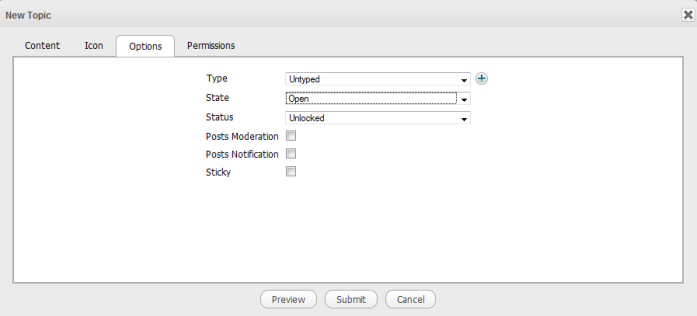 New Topic
Content Icon Options Permissions
Type Untyped
State Open
Status Unlocked
Posts Moderation
Posts Notification
Sticky
Preview Submit Cancel